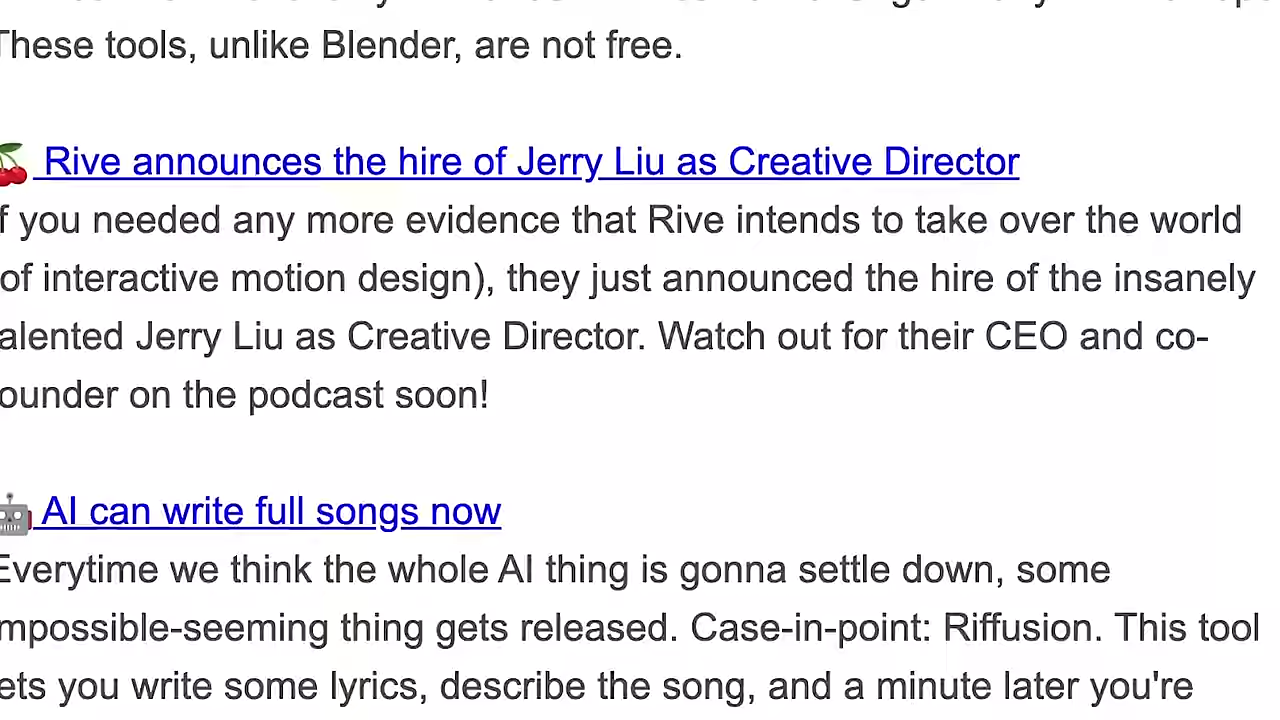 These tools, unlike Blender, are not free.
Rive announces the hire of Jerry Liu as Creative Director
f you needed any more evidence that Rive intends to take over the world
of interactive motion design), they just announced the hire of the insanely
alented Jerry Liu as Creative Director. Watch out for their CEO and co-
ounder on the podcast soon!
AI can write full songs now
Everytime we think the whole AI thing is gonna settle down, some
mpossible-seeming thing gets released. Case-in-point: Riffusion. This tool
ets you write some lyrics, describe the song, and a minute later you're